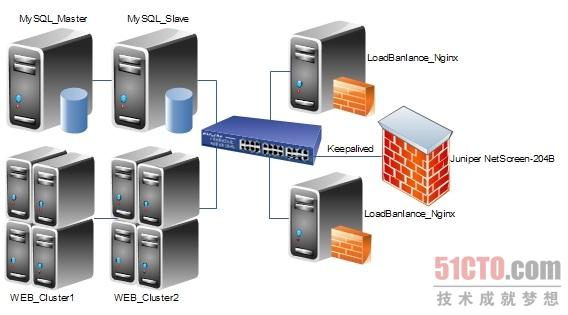 MySQL_Master
MySQL_Slave
LoadBanlance_Nginx
Keepalived
Juniper NetScreen-204B
LoadBanlance_Nginx
WEB_Cluster1
WEB_Cluster2
51CTO.com
技术成就梦想